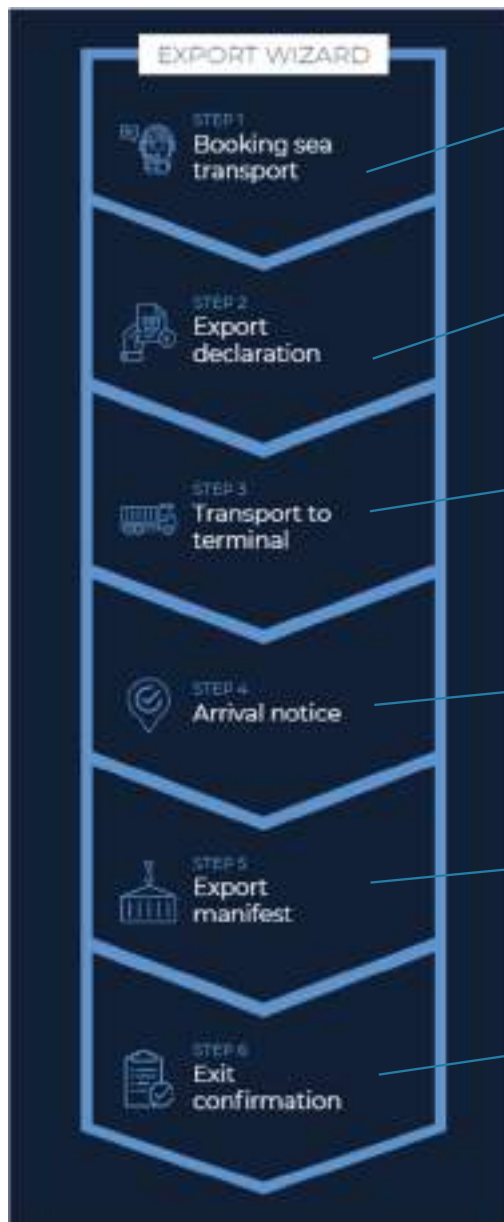 EXPORT WIZARD
STEP 1
Booking sea
transport
STEP 2
Export
declaration
STEP 3
Transport to
terminal
STEP 4
Arrival notice
STEP 5
Export
manifest
STEP 6
Exit
confirmation